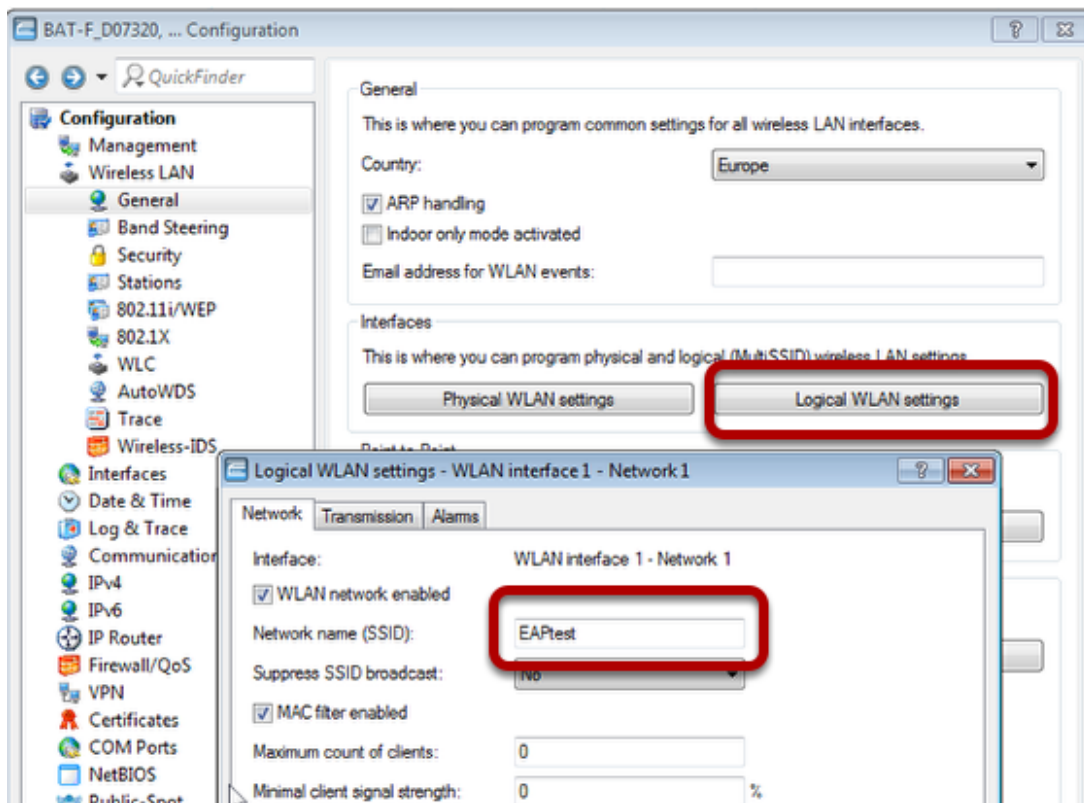 BAT-F_D07320, ... Configuration
QuickFinder
Configuration
Management
Wireless LAN
General
Band Steering
Security
Stations
802.11i/WEP
802.1X
WLC
AutoWDS
Trace
Wireless-IDS
Interfaces
Date & Time
Log & Trace
Communication
IPv4
IPv6
IP Router
Firewall/QoS
VPN
Certificates
COM Ports
NetBIOS
Public-Spot
General
This is where you can program common settings for all wireless LAN interfaces.
Country: Europe
ARP handling
Indoor only mode activated
Email address for WLAN events:
Interfaces
This is where you can program physical and logical (MultiSSID) wireless LAN settings.
Physical WLAN settings Logical WLAN settings
Point-to-Point
Logical WLAN settings - WLAN interface 1 - Network 1
Network Transmission Alarms
Interface: WLAN interface 1 - Network 1
WLAN network enabled
Network name (SSID): EAPtest
Suppress SSID broadcast: No
MAC filter enabled
Maximum count of clients: 0
Minimal client signal strength: 0 %